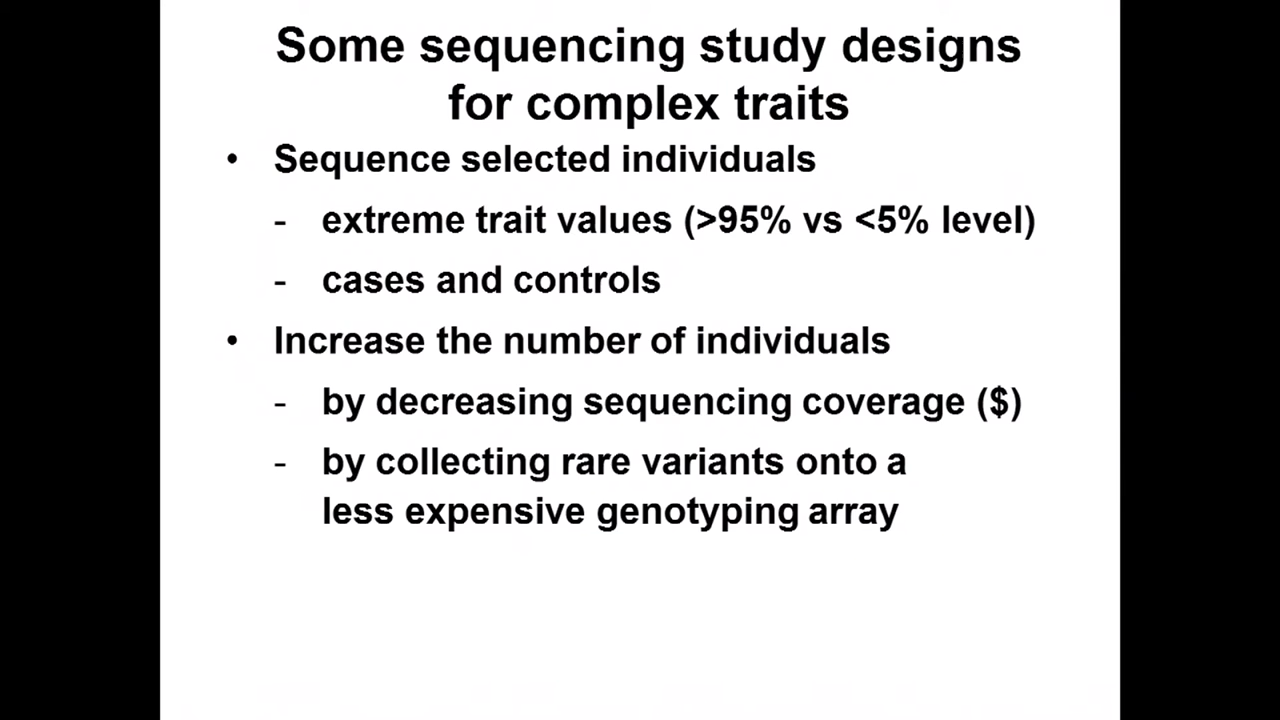 Some sequencing study designs
for complex traits
• Sequence selected individuals
- extreme trait values (>95% vs <5% level)
- cases and controls
• Increase the number of individuals
- by decreasing sequencing coverage ($)
- by collecting rare variants onto a
less expensive genotyping array